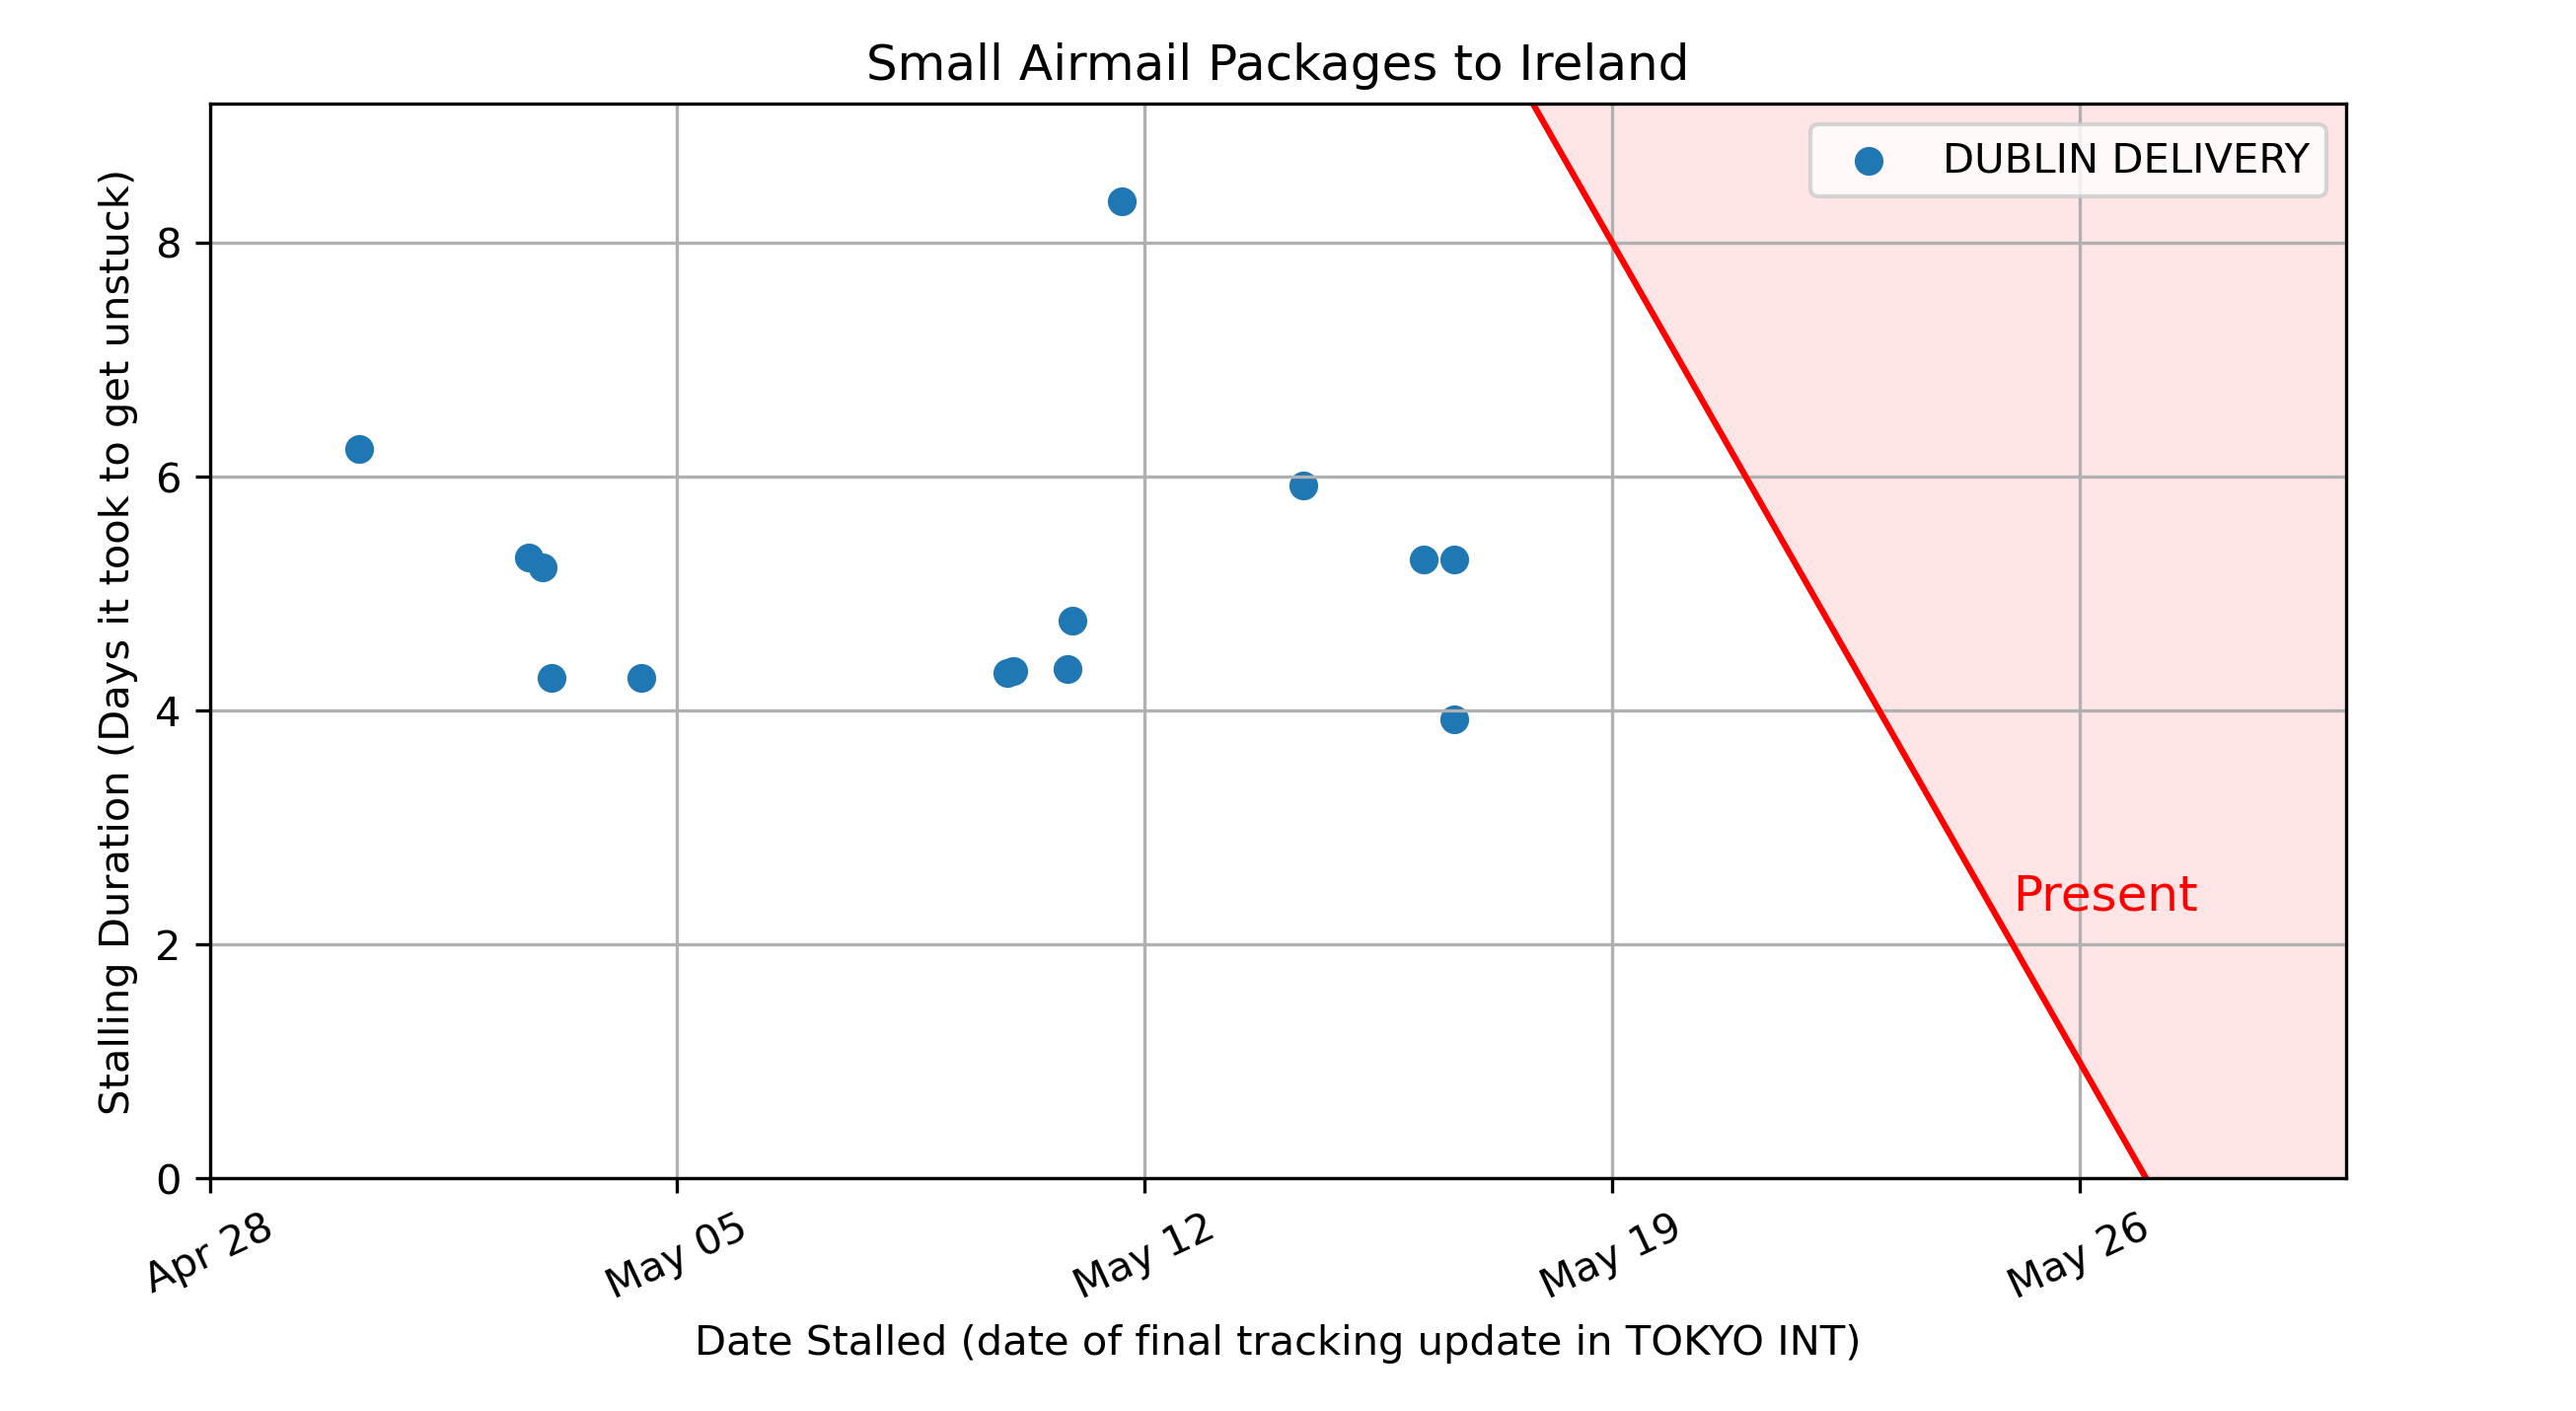 Small Airmail Packages to Ireland
DUBLIN DELIVERY
Stalling Duration (Days it took to get unstuck)
8
6
4
2
0
Present
Apr 28
May 05
May 12
May 19
May 26
Date Stalled (date of final tracking update in TOKYO INT)